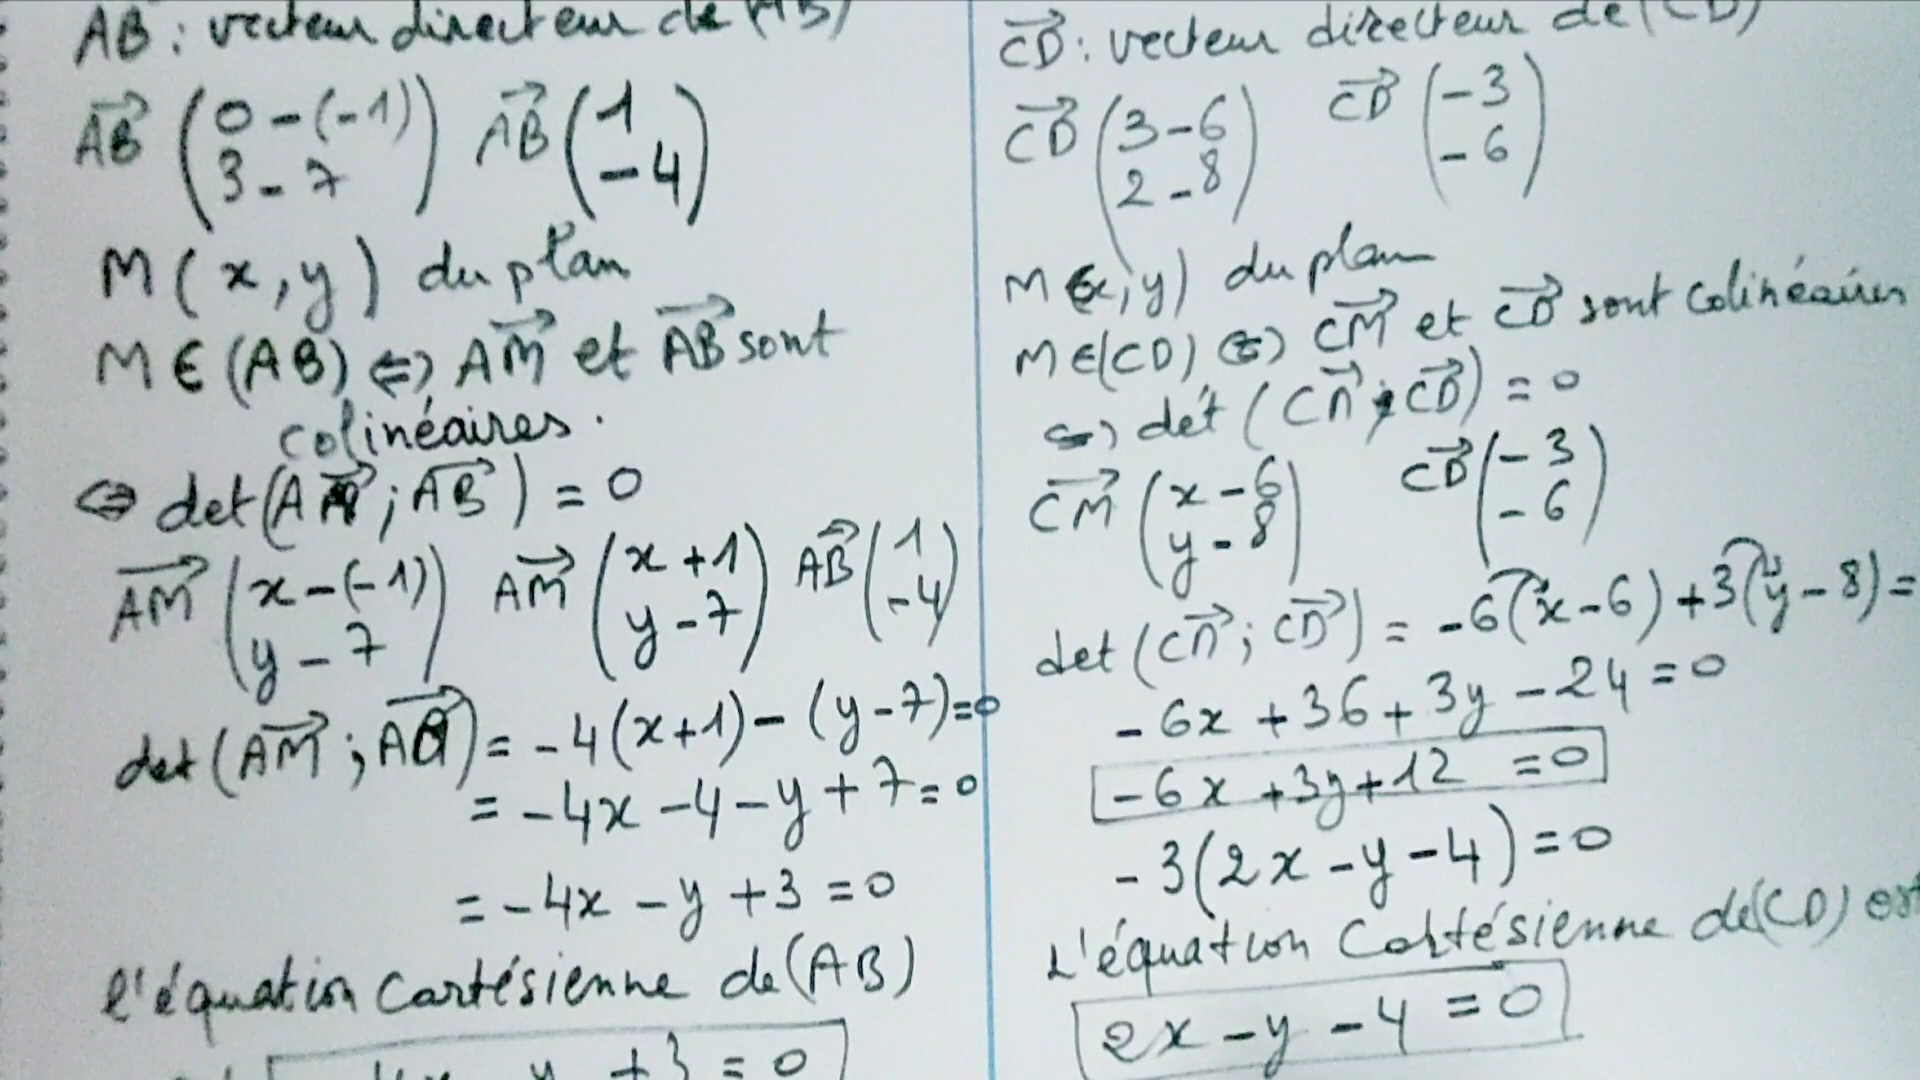 AB : vecteur directeur de (AB)
AB (0-(-1) 3-7) AB (1 -4)
M(x,y) du plan
M∈(AB) ⇔ AM et AB sont
colinéaires.
⇔ det(AM ; AB) = 0
AM (x-(-1) y-7) AM (x+1 y-7) AB (1 -4)
det(AM ; AB) = -4(x+1)-(y-7)=0
= -4x -4-y+7=0
= -4x -y +3 =0
l'équation cartésienne de (AB)
-4x -y +3 = 0
CD : vecteur directeur de (CD)
CD (3-6 2-8) CD (-3 -6)
M(x,y) du plan
M∈(CD) ⇔ CM et CD sont colinéaires
⇔ dét (CM ; CD) = 0
CM (x-6 y-8) CD (-3 -6)
det (CM ; CD) = -6(x-6)+3(y-8)=
-6x +36+3y-24=0
-6x +3y+12 =0
-3(2x-y-4)=0
L'équation Cartésienne de (CD) est
2x-y-4 =0